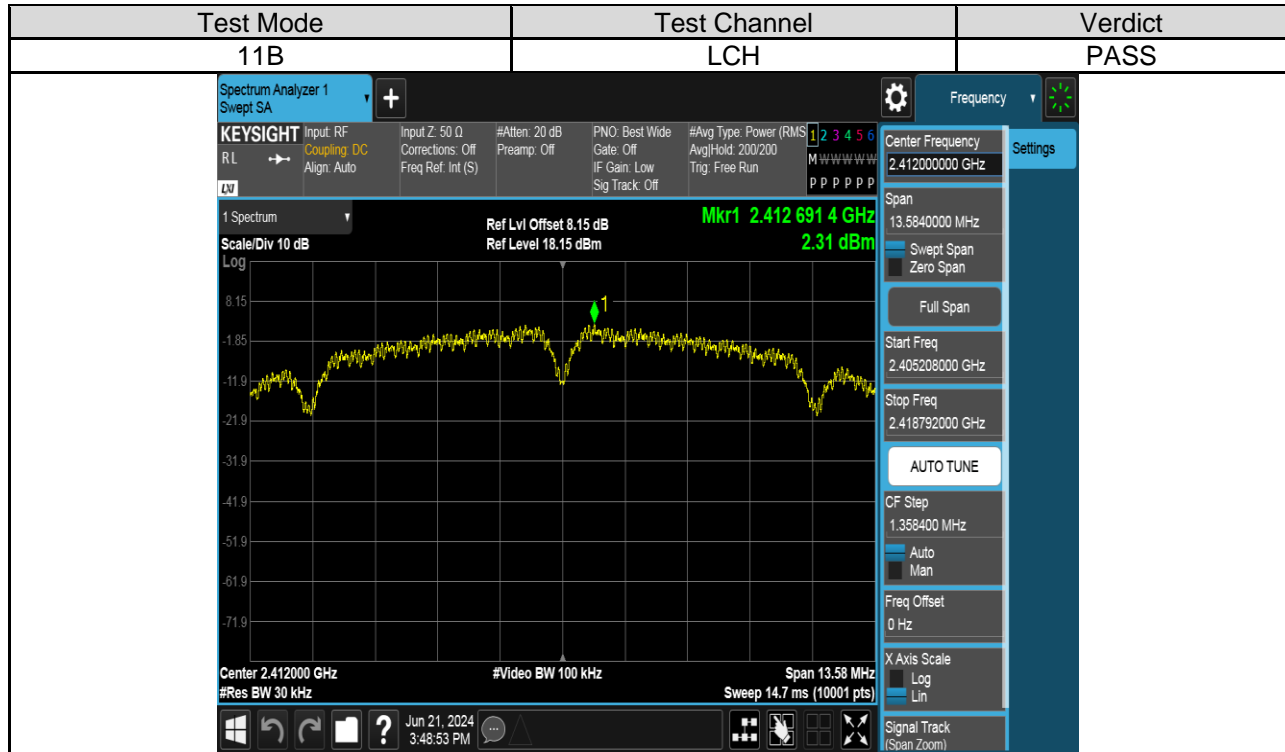 Test Mode Test Channel Verdict
11B LCH PASS
Spectrum Analyzer 1
Swept SA
+
Frequency
KEYSIGHT
RL
LXI
Input: RF
Coupling: DC
Align: Auto
Input Z: 50 Ω
Corrections: Off
Freq Ref: Int (S)
#Atten: 20 dB
Preamp: Off
PNO: Best Wide
Gate: Off
IF Gain: Low
Sig Track: Off
#Avg Type: Power (RMS
Avg|Hold: 200/200
Trig: Free Run
1 2 3 4 5 6
M W W W W W
P P P P P P
1 Spectrum
Scale/Div 10 dB
Ref Lvl Offset 8.15 dB
Ref Level 18.15 dBm
Mkr1 2.412 691 4 GHz
2.31 dBm
Log
8.15
-1.85
-11.9
-21.9
-31.9
-41.9
-51.9
-61.9
-71.9
1
Center 2.412000 GHz
#Res BW 30 kHz
#Video BW 100 kHz
Span 13.58 MHz
Sweep 14.7 ms (10001 pts)
Center Frequency
2.412000000 GHz
Span
13.5840000 MHz
Swept Span
Zero Span
Full Span
Start Freq
2.405208000 GHz
Stop Freq
2.418792000 GHz
AUTO TUNE
CF Step
1.358400 MHz
Auto
Man
Freq Offset
0 Hz
X Axis Scale
Log
Lin
Signal Track
(Span Zoom)
Settings
?
Jun 21, 2024
3:48:53 PM